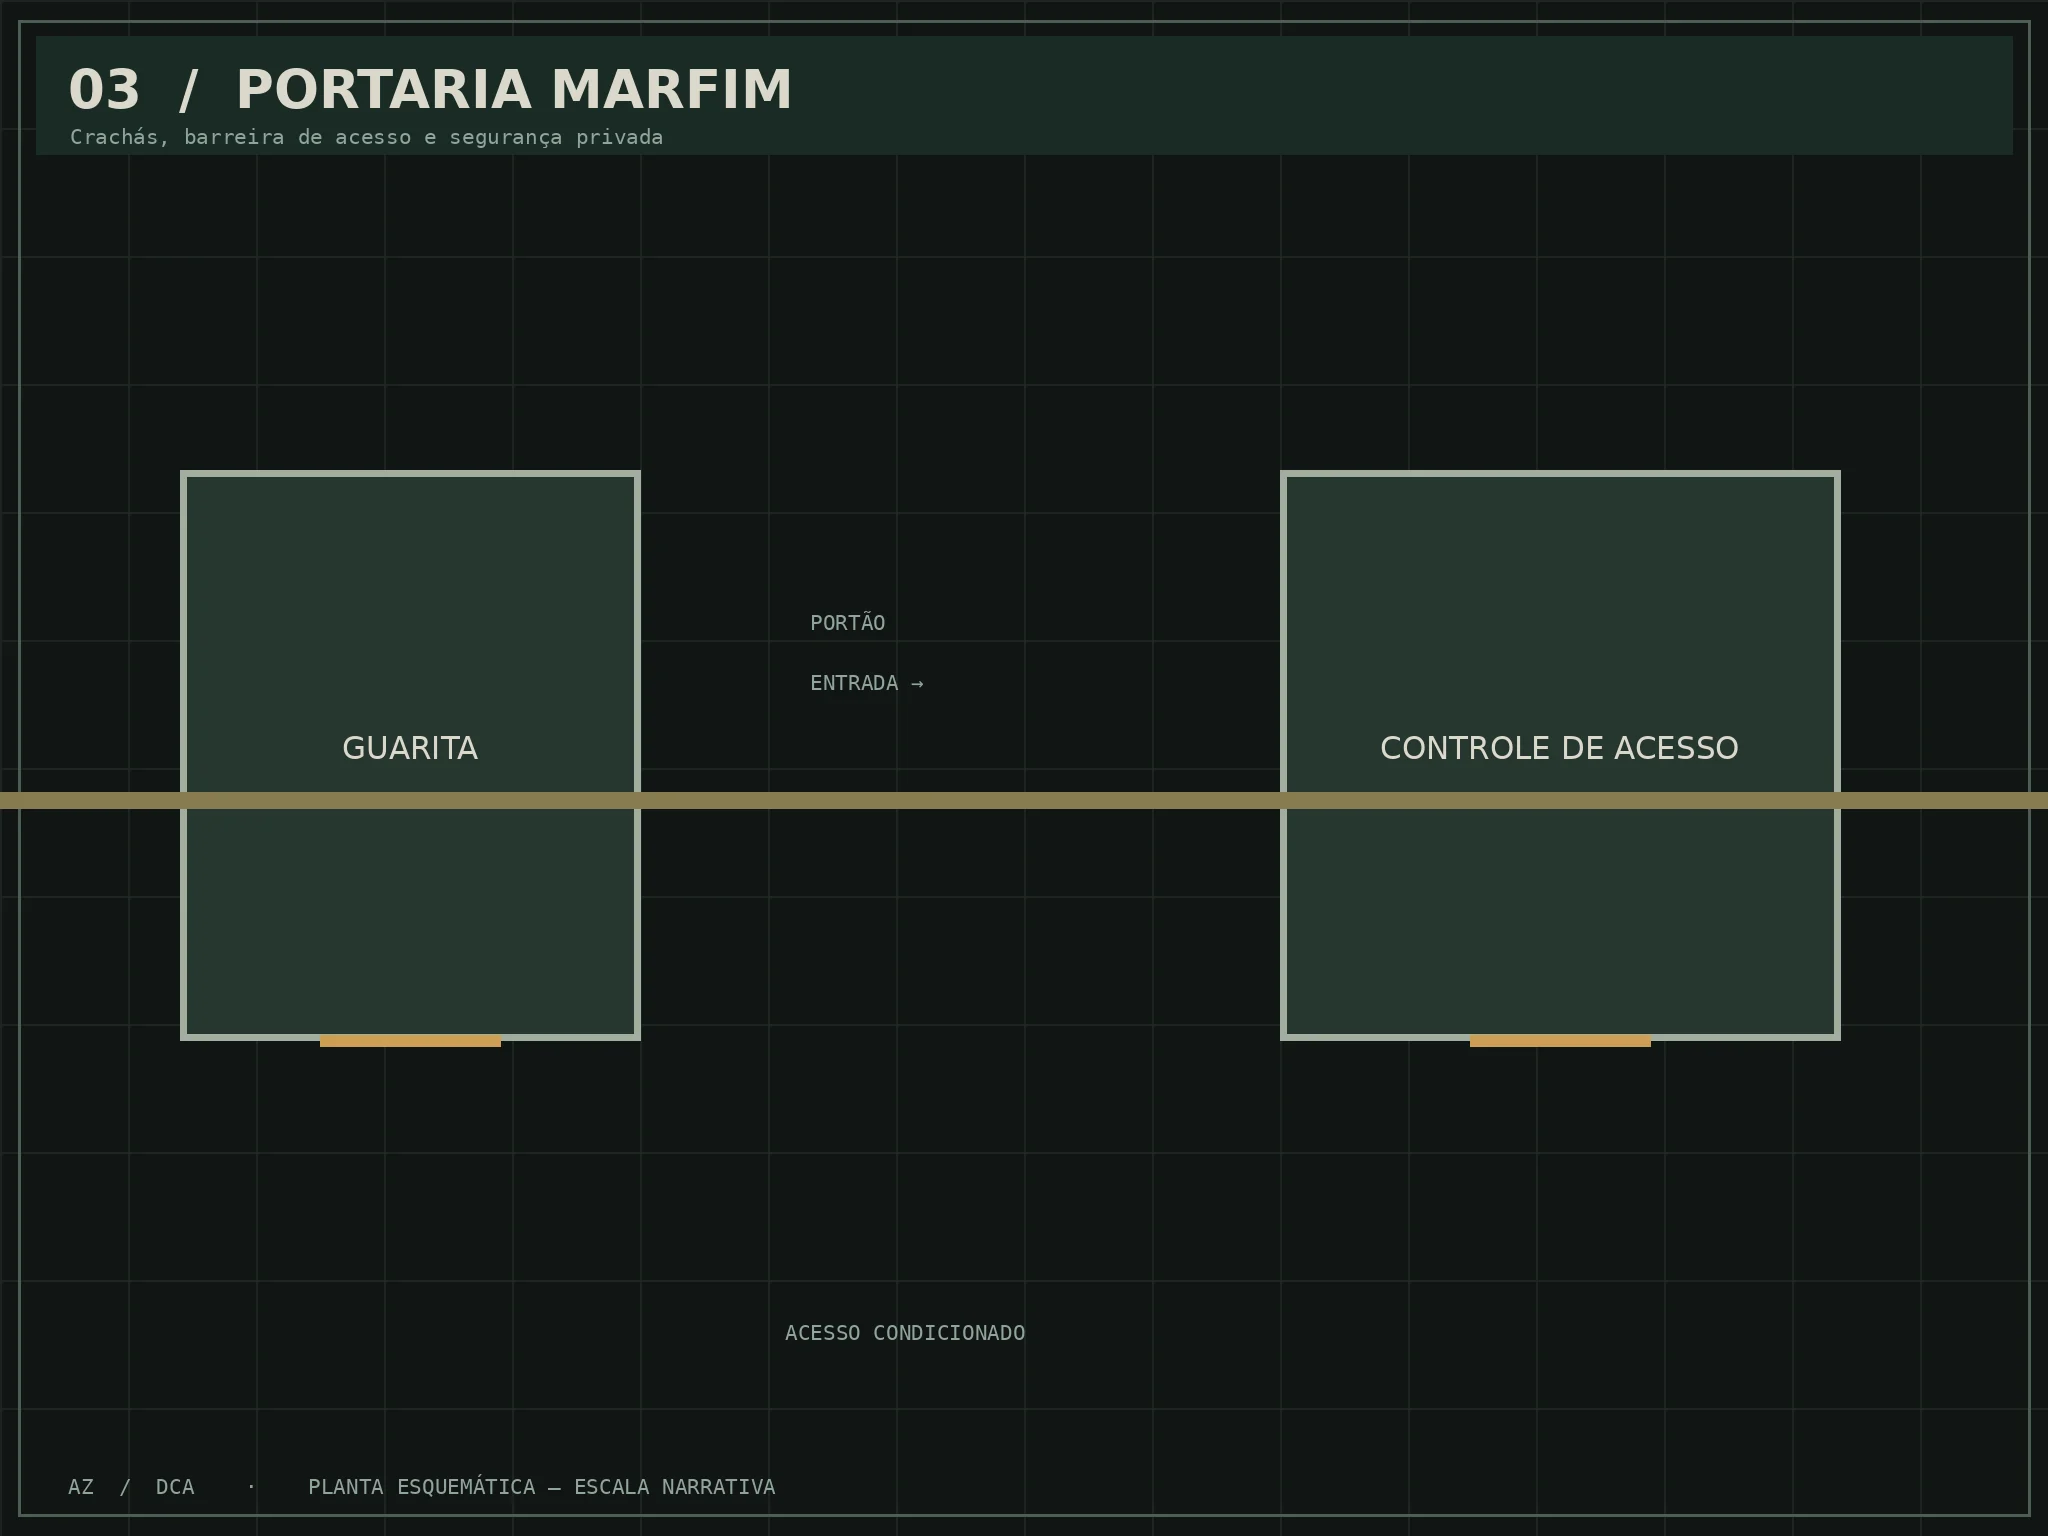 03 / PORTARIA MARFIM
Crachás, barreira de acesso e segurança privada
PORTÃO
ENTRADA →
GUARITA
CONTROLE DE ACESSO
ACESSO CONDICIONADO
AZ / DCA · PLANTA ESQUEMÁTICA — ESCALA NARRATIVA